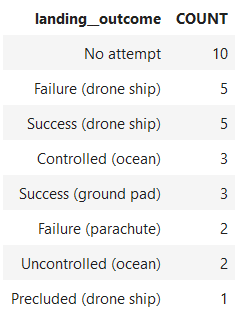 landing__outcome COUNT
No attempt 10
Failure (drone ship) 5
Success (drone ship) 5
Controlled (ocean) 3
Success (ground pad) 3
Failure (parachute) 2
Uncontrolled (ocean) 2
Precluded (drone ship) 1